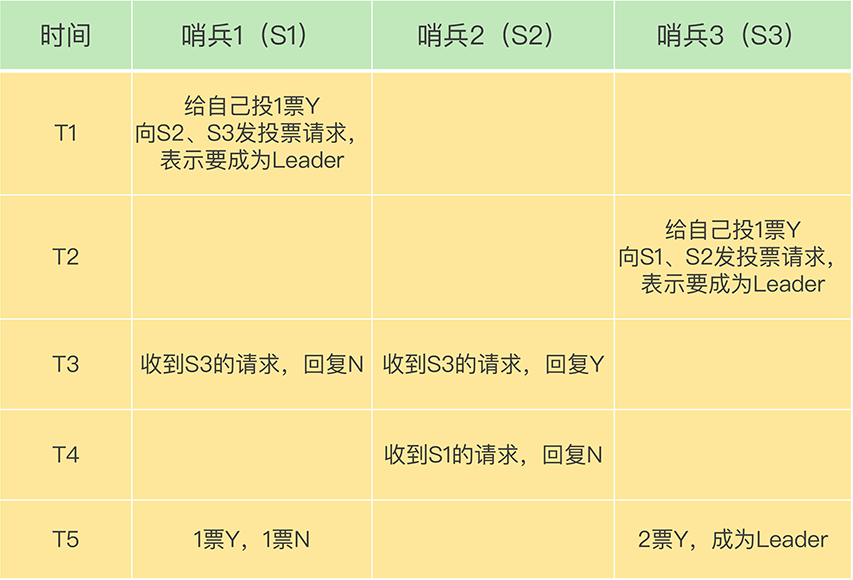 时间
哨兵1（S1）
哨兵2（S2）
哨兵3（S3）
T1
给自己投1票Y
向S2、S3发投票请求，
表示要成为Leader
T2
给自己投1票Y
向S1、S2发投票请求，
表示要成为Leader
T3
收到S3的请求，回复N
收到S3的请求，回复Y
T4
收到S1的请求，回复N
T5
1票Y，1票N
2票Y，成为Leader